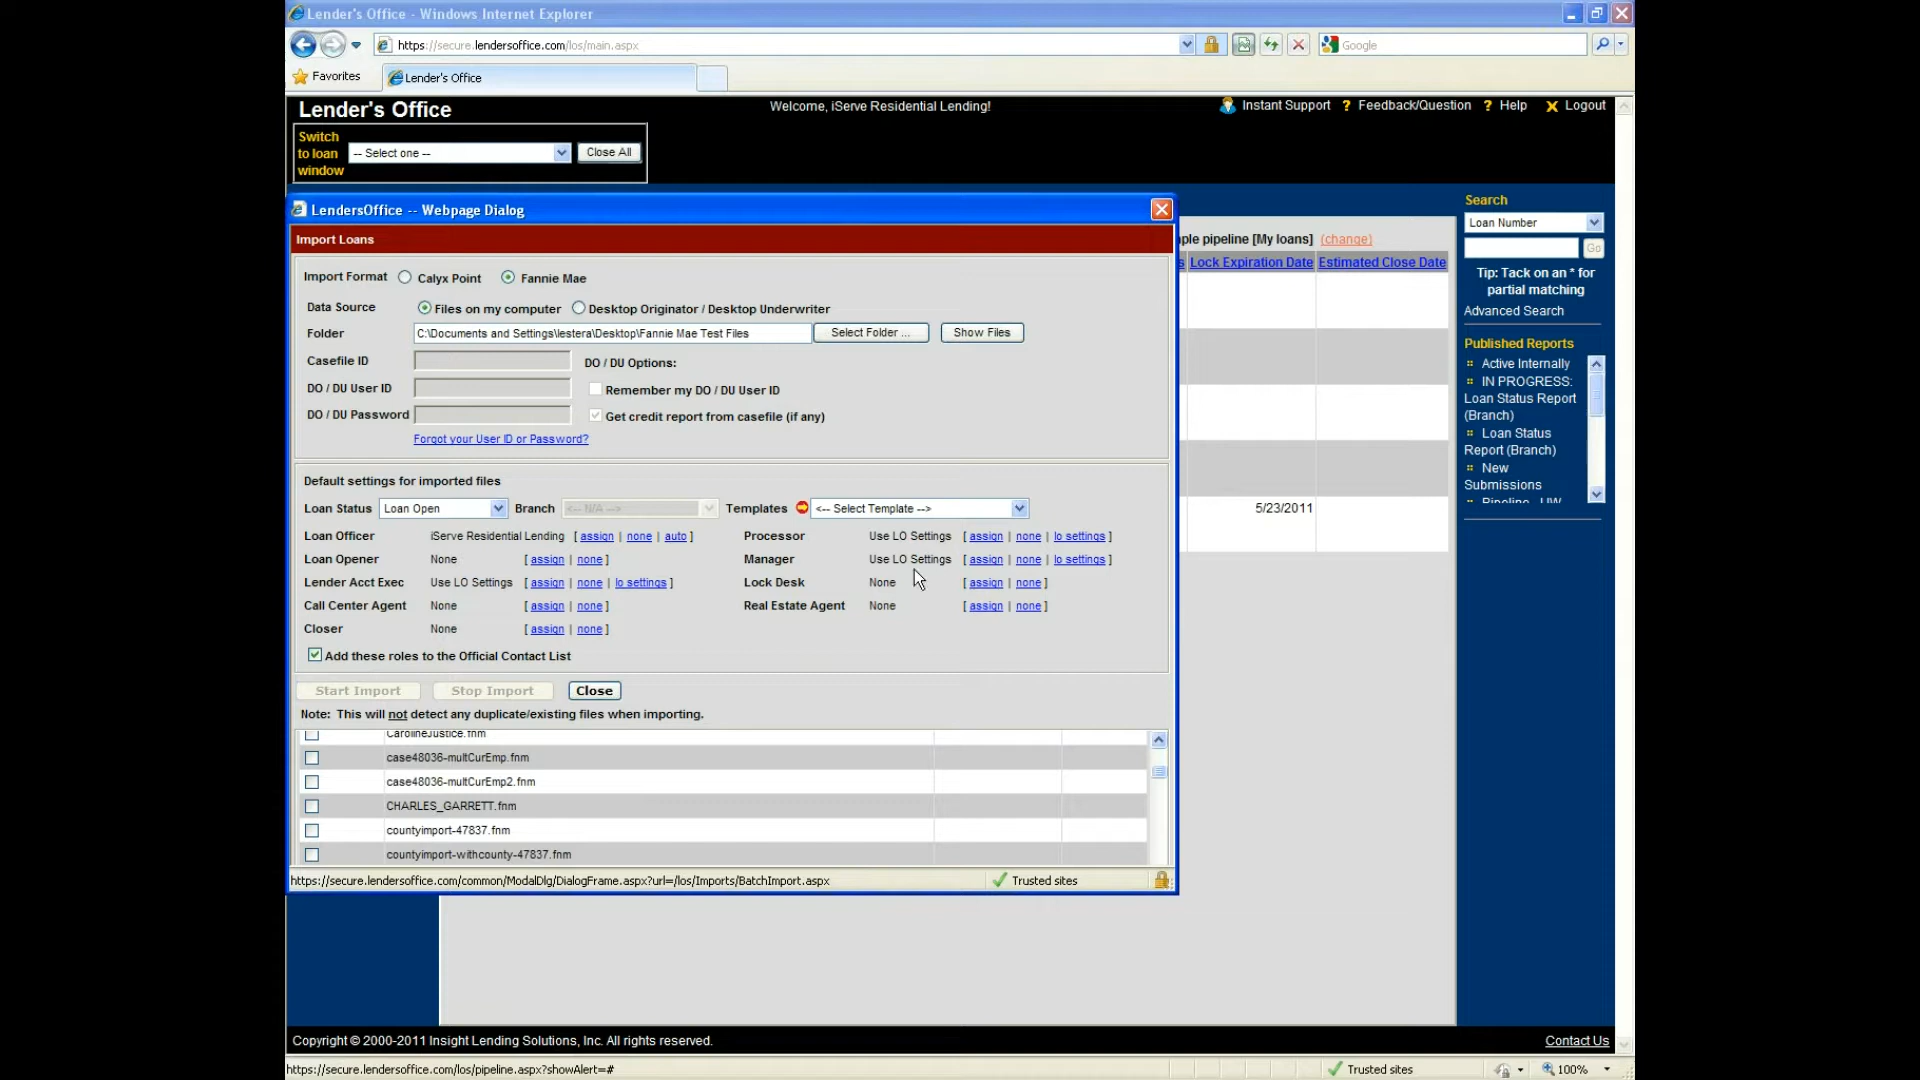 Lender's Office - Windows Internet Explorer
https://secure.lendersoffice.com/los/main.aspx
Google
Favorites
Lender's Office
Lender's Office
Welcome, iServe Residential Lending!
Instant Support ? Feedback/Question ? Help X Logout
Switch
to loan
window
-- Select one --
Close All
LendersOffice -- Webpage Dialog
Import Loans
Import Format Calyx Point Fannie Mae
Data Source Files on my computer Desktop Originator / Desktop Underwriter
Folder C:\Documents and Settings\lestera\Desktop\Fannie Mae Test Files Select Folder ... Show Files
Casefile ID DO / DU Options:
DO / DU User ID Remember my DO / DU User ID
DO / DU Password Get credit report from casefile (if any)
Forgot your User ID or Password?
Default settings for imported files
Loan Status Loan Open Branch <-- N/A --> Templates <-- Select Template -->
Loan Officer iServe Residential Lending [ assign | none | auto ] Processor Use LO Settings [ assign | none | lo settings ]
Loan Opener None [ assign | none ] Manager Use LO Settings [ assign | none | lo settings ]
Lender Acct Exec Use LO Settings [ assign | none | lo settings ] Lock Desk None [ assign | none ]
Call Center Agent None [ assign | none ] Real Estate Agent None [ assign | none ]
Closer None [ assign | none ]
Add these roles to the Official Contact List
Start Import Stop Import Close
Note: This will not detect any duplicate/existing files when importing.
CarolineJustice.fnm
case48036-multCurEmp.fnm
case48036-multCurEmp2.fnm
CHARLES_GARRETT.fnm
countyimport-47837.fnm
countyimport-withcounty-47837.fnm
https://secure.lendersoffice.com/common/ModalDlg/DialogFrame.aspx?url=/los/Imports/BatchImport.aspx Trusted sites
ple pipeline [My loans] (change)
s Lock Expiration Date Estimated Close Date
5/23/2011
Search
Loan Number
Go
Tip: Tack on an * for
partial matching
Advanced Search
Published Reports
Active Internally
IN PROGRESS:
Loan Status Report
(Branch)
Loan Status
Report (Branch)
New
Submissions
Pipeline - UW
Copyright © 2000-2011 Insight Lending Solutions, Inc. All rights reserved.
Contact Us
https://secure.lendersoffice.com/los/pipeline.aspx?showAlert=# Trusted sites 100%